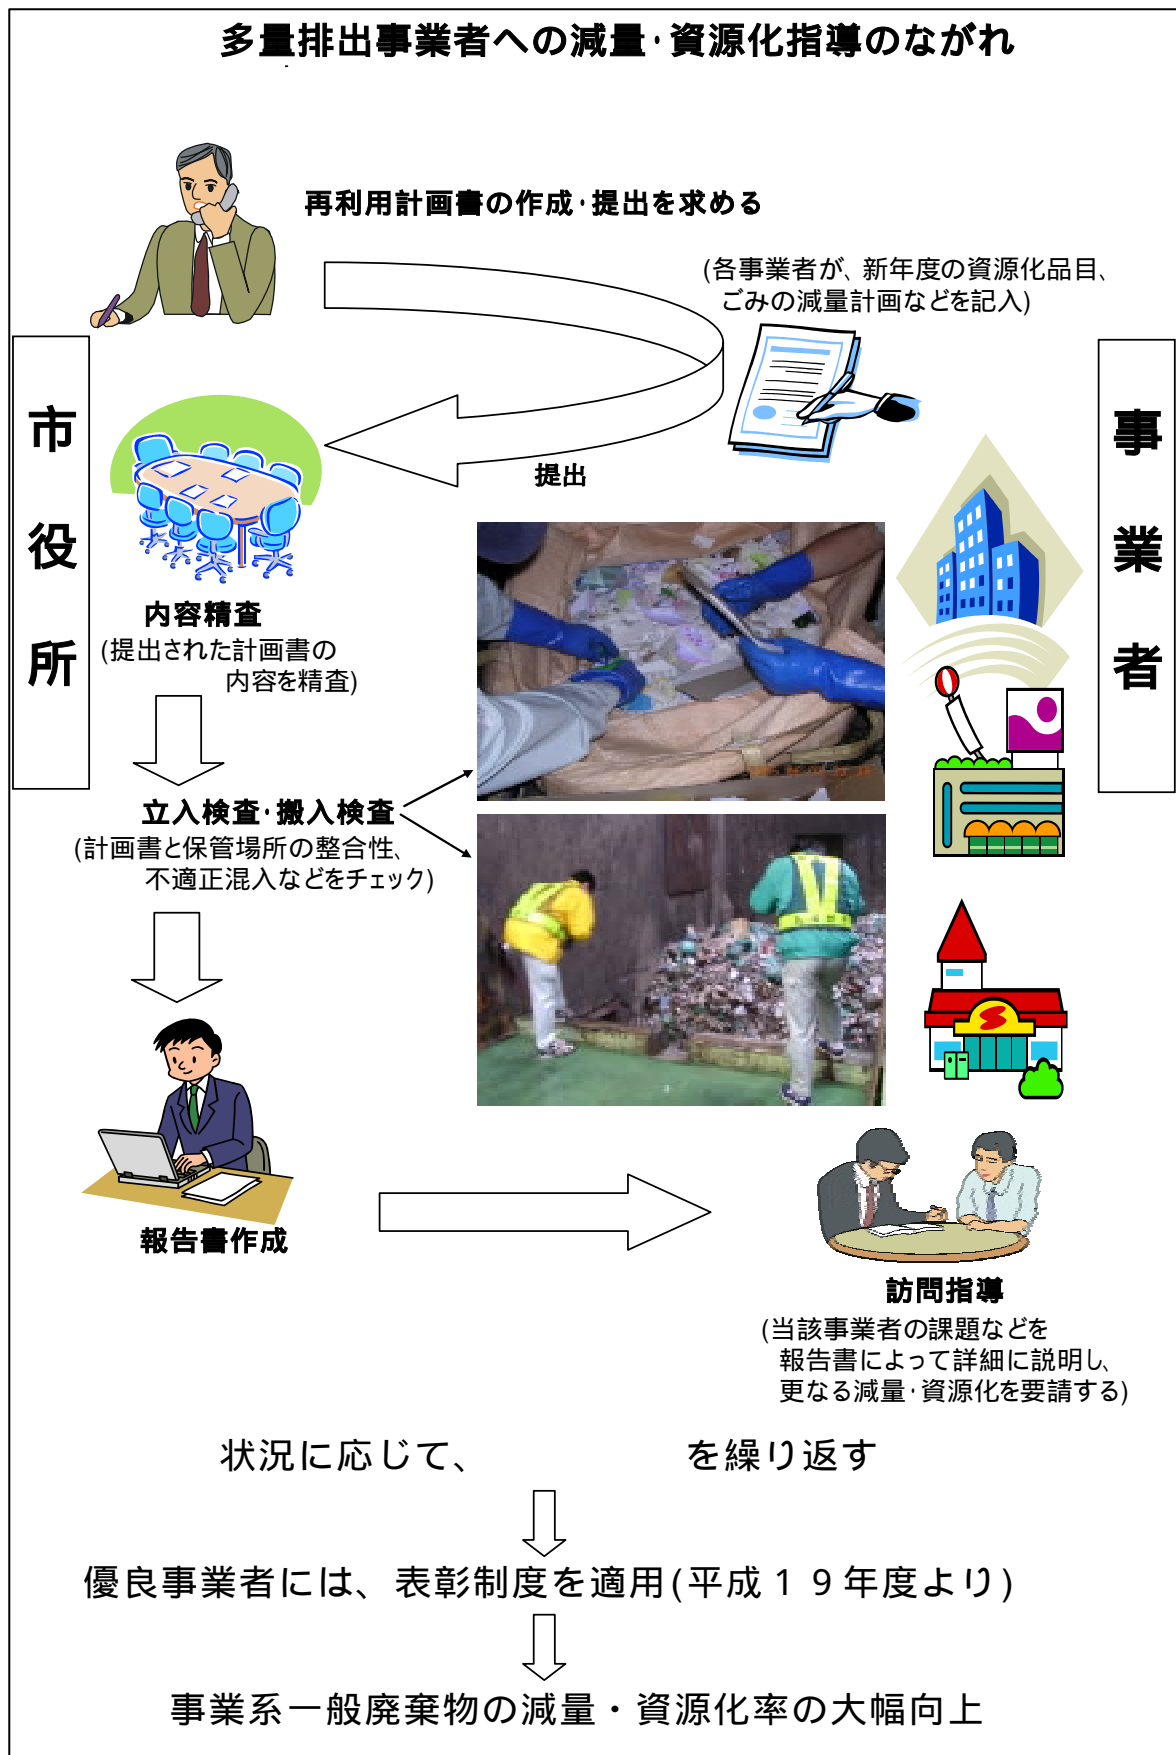 多量排出事業者への減量・資源化指導のながれ
再利用計画書の作成・提出を求める
(各事業者が、新年度の資源化品目、
ごみの減量計画などを記入)
市役所
事業者
提出
内容精査
(提出された計画書の
内容を精査)
立入検査・搬入検査
(計画書と保管場所の整合性、
不適正混入などをチェック)
報告書作成
訪問指導
(当該事業者の課題などを
報告書によって詳細に説明し、
更なる減量・資源化を要請する)
状況に応じて、 を繰り返す
優良事業者には、表彰制度を適用(平成19年度より)
事業系一般廃棄物の減量・資源化率の大幅向上